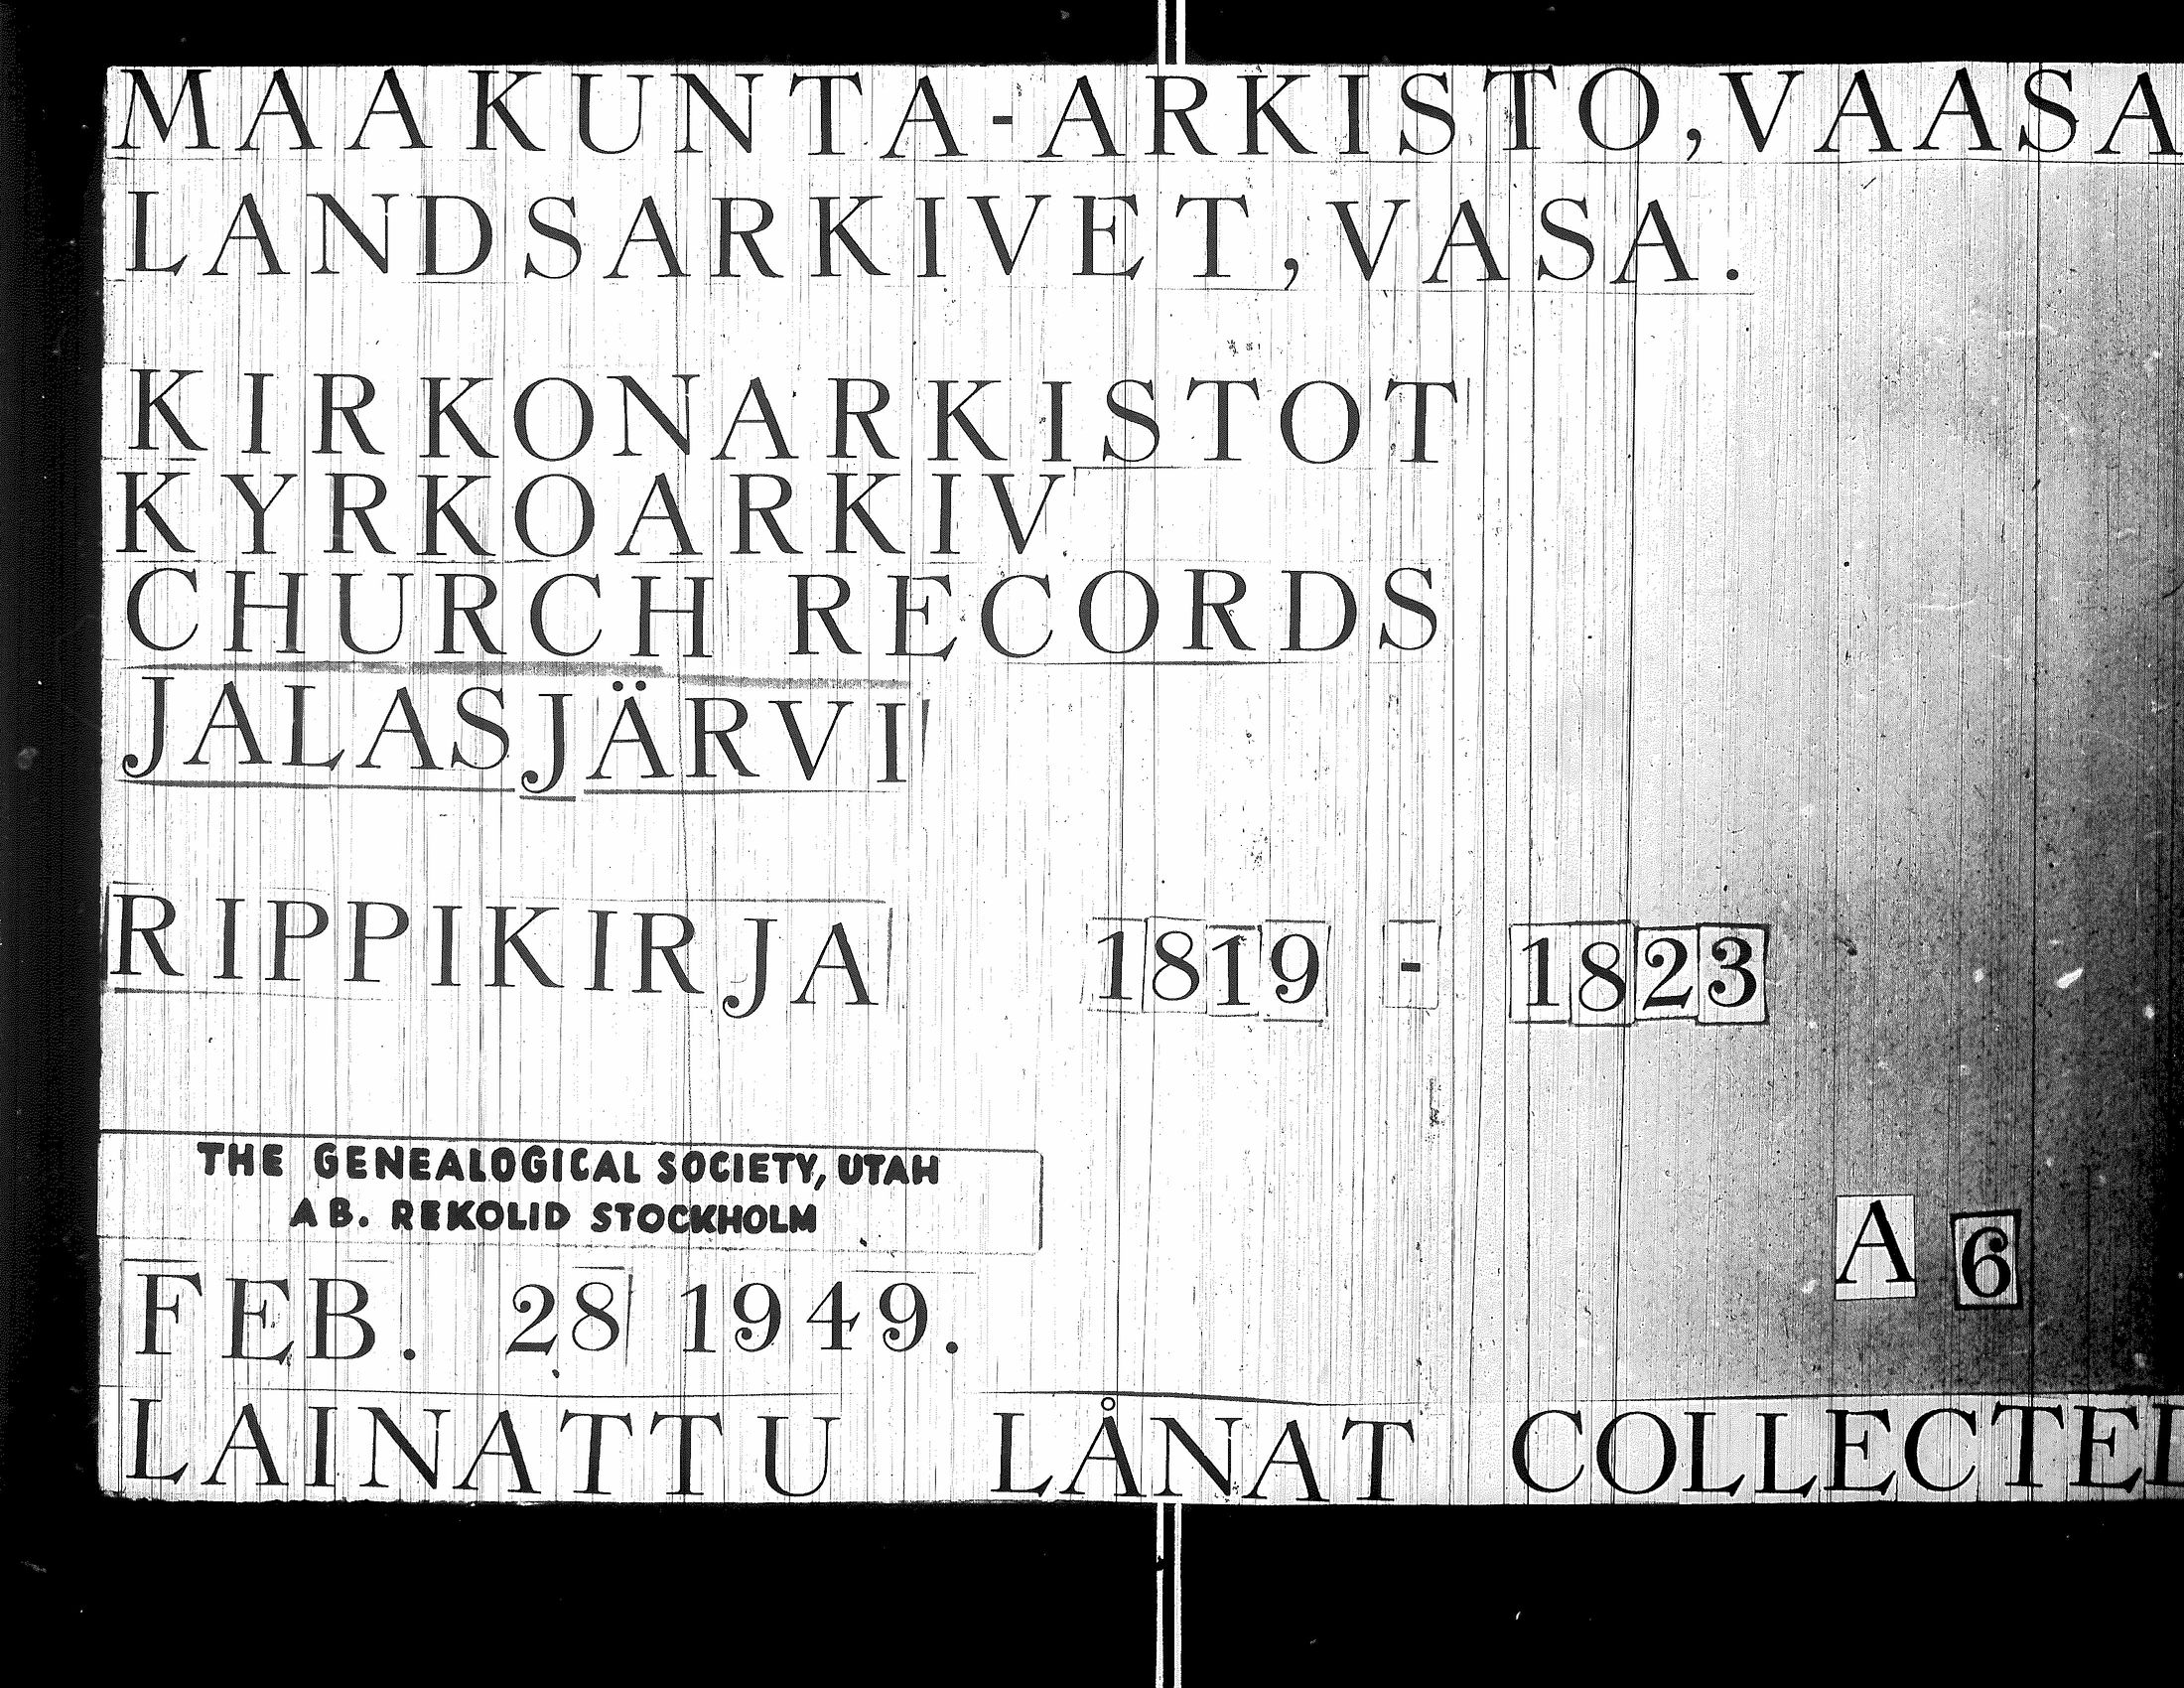 MAAKUNTA-ARKISTO, VAASA
LANDSARKIVET, VASA.
KIRKONARKISTOT
KYRKOARKIV
CHURCH RECORDS
JALASJÄRVI
RIPPIKIRJA 1819 - 1823
THE GENEALOGICAL SOCIETY, UTAH
AB. REKOLID STOCKHOLM
A 6
FEB. 28 1949.
LAINATTU LÅNAT COLLECTED